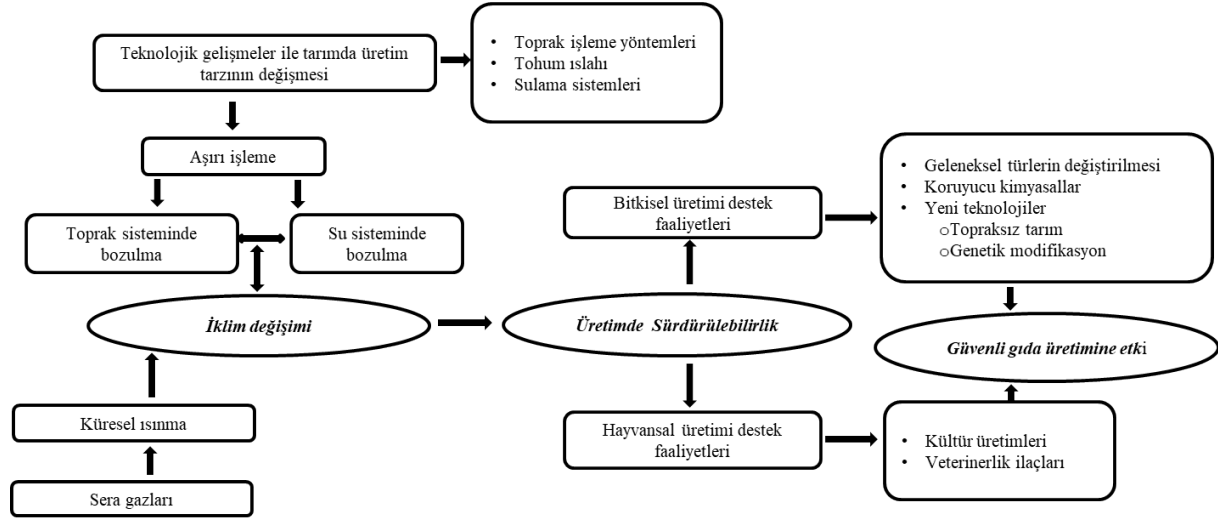 Teknolojik gelişmeler ile tarımda üretim
tarzının değişmesi
• Toprak işleme yöntemleri
• Tohum ıslahı
• Sulama sistemleri
Aşırı işleme
Toprak sisteminde
bozulma
Su sisteminde
bozulma
İklim değişimi
Küresel ısınma
Sera gazları
Üretimde Sürdürülebilirlik
Bitkisel üretimi destek
faaliyetleri
Hayvansal üretimi destek
faaliyetleri
• Geleneksel türlerin değiştirilmesi
• Koruyucu kimyasallar
• Yeni teknolojiler
oTopraksız tarım
oGenetik modifikasyon
Güvenli gıda üretimine etki
• Kültür üretimleri
• Veterinerlik ilaçları